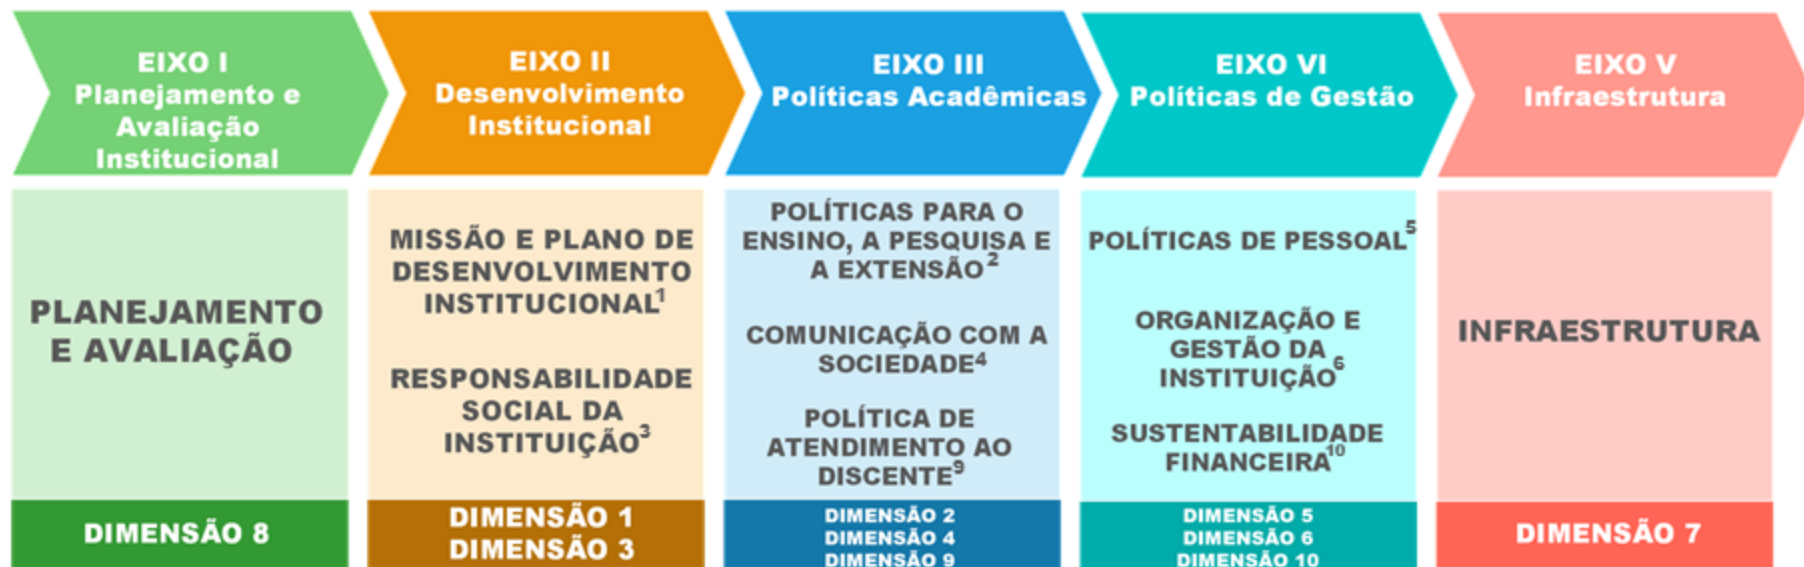 EIXO I
Planejamento e
Avaliação
Institucional
EIXO II
Desenvolvimento
Institucional
EIXO III
Políticas Acadêmicas
EIXO VI
Políticas de Gestão
EIXO V
Infraestrutura
PLANEJAMENTO
E AVALIAÇÃO
MISSÃO E PLANO DE
DESENVOLVIMENTO
INSTITUCIONAL¹
RESPONSABILIDADE
SOCIAL DA
INSTITUIÇÃO³
POLÍTICAS PARA O
ENSINO, A PESQUISA E
A EXTENSÃO²
COMUNICAÇÃO COM A
SOCIEDADE⁴
POLÍTICA DE
ATENDIMENTO AO
DISCENTE⁹
POLÍTICAS DE PESSOAL⁵
ORGANIZAÇÃO E
GESTÃO DA
INSTITUIÇÃO⁶
SUSTENTABILIDADE
FINANCEIRA¹⁰
INFRAESTRUTURA
DIMENSÃO 8
DIMENSÃO 1
DIMENSÃO 3
DIMENSÃO 2
DIMENSÃO 4
DIMENSÃO 9
DIMENSÃO 5
DIMENSÃO 6
DIMENSÃO 10
DIMENSÃO 7